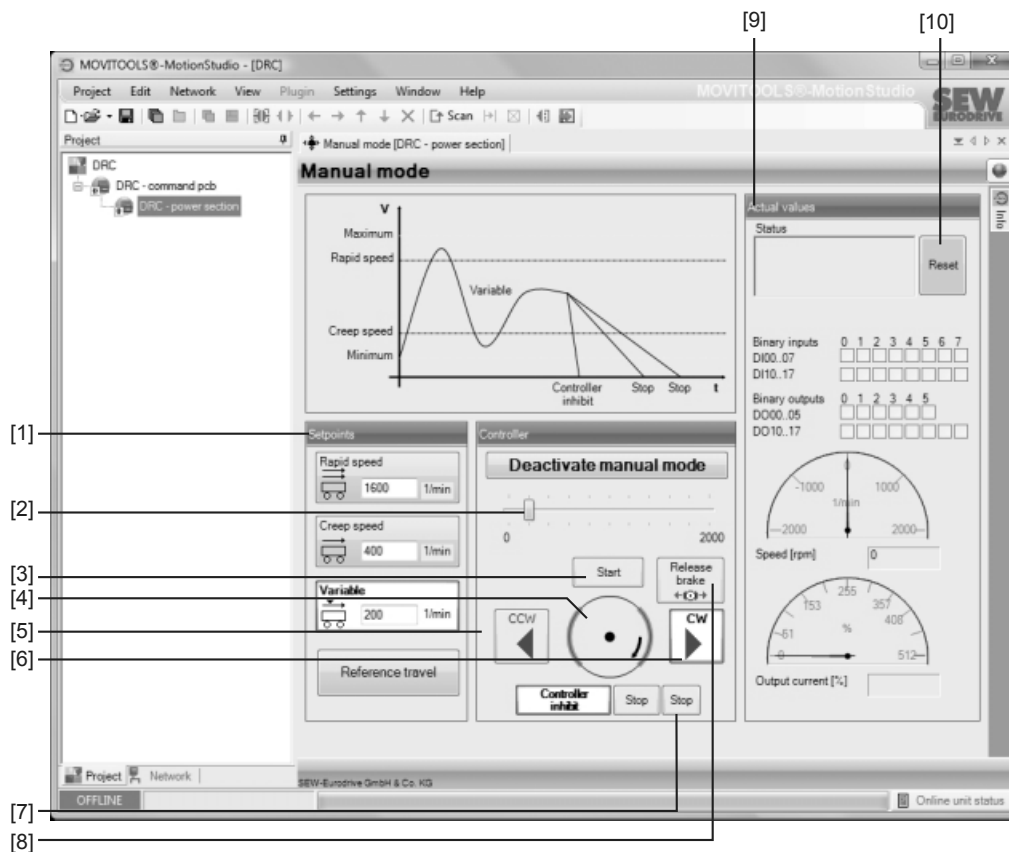 [9] [10]
MOVITOOLS®-MotionStudio - [DRC]
Project Edit Network View Plugin Settings Window Help
MOVITOOLS®-MotionStudio
SEW
EURODRIVE
Scan
Project
Manual mode [DRC - power section]
DRC
DRC - command pcb
DRC - power section
Manual mode
Info
V
Maximum
Rapid speed
Variable
Creep speed
Minimum
Controller inhibit
Stop
Stop
t
Actual values
Status
Reset
Binary inputs 0 1 2 3 4 5 6 7
DI00..07
DI10..17
Binary outputs 0 1 2 3 4 5
DO00..05
DO10..17
-2000 -1000 0 1000 2000
1/min
Speed [rpm] 0
0 61 153 255 357 408 512
%
Output current [%]
[1]
Setpoints
Rapid speed
1600 1/min
Creep speed
400 1/min
Variable
200 1/min
Reference travel
Controller
Deactivate manual mode
[2]
0 2000
[3]
Start
Release
brake
[4]
[5]
CCW
CW
[6]
Controller
inhibit
Stop
Stop
Project Network
SEW-Eurodrive GmbH & Co. KG
OFFLINE
Online unit status
[7]
[8]